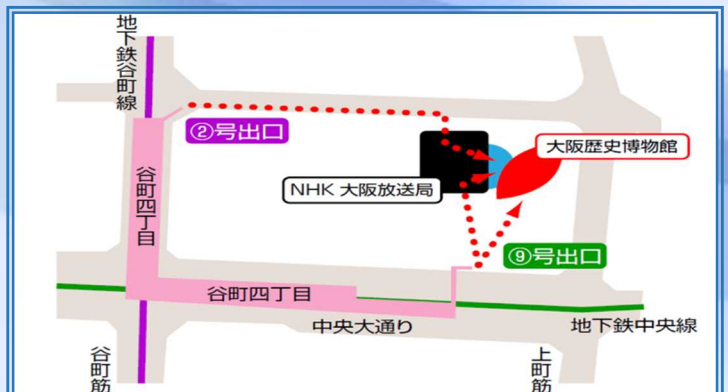 地下鉄谷町線
②号出口
大阪歴史博物館
谷町四丁目
NHK 大阪放送局
⑨号出口
谷町四丁目
中央大通り
地下鉄中央線
谷町筋
上町筋